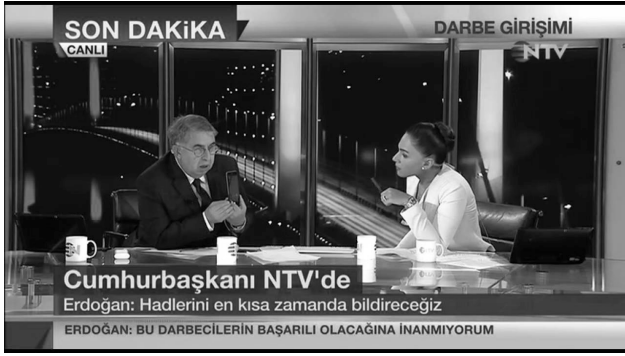 SON DAKİKA
CANLI
DARBE GİRİŞİMİ
NTV
Cumhurbaşkanı NTV'de
Erdoğan: Hadlerini en kısa zamanda bildireceğiz
ERDOĞAN: BU DARBECİLERİN BAŞARILI OLACAĞINA İNANMIYORUM